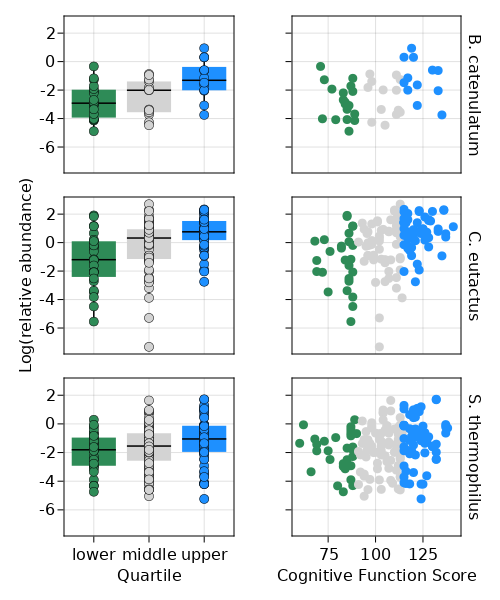 2
0
-2
-4
-6
B. catenulatum
2
0
-2
-4
-6
C. eutactus
Log(relative abundance)
2
0
-2
-4
-6
S. thermophilus
lower middle upper
75 100 125
Quartile
Cognitive Function Score